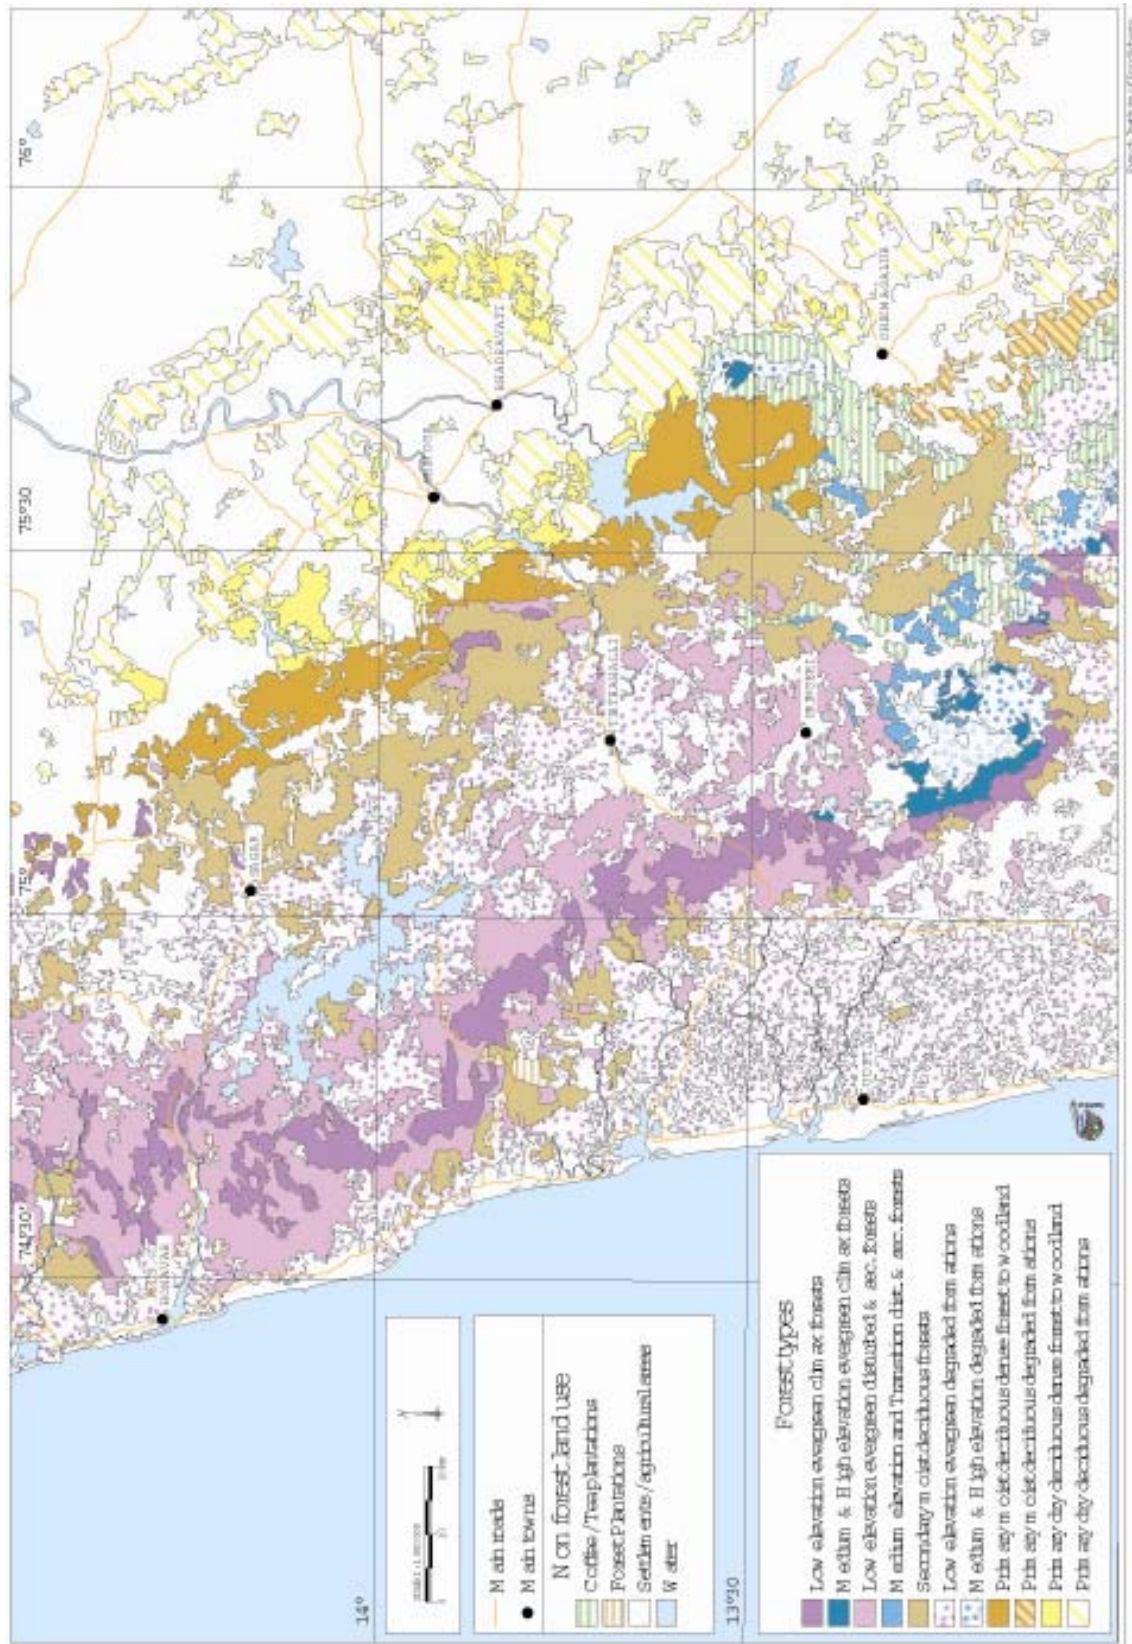 74°30'
75°
75°30
76°
14°
13°30
HONAVAR
SAGAR
BHADRAVATI
TIRTHAHALLI
Main roads
Main towns
Non forest land use
Coffee / Tea plantations
Forest Plantations
Settlements / agricultural areas
Water
Forest types
Low elevation evergreen climax forests
Medium & High elevation evergreen climax forests
Low elevation evergreen disturbed & sec. forests
Medium elevation and Transition dist. & sec. forests
Secondary moist deciduous forests
Low elevation evergreen degraded formations
Medium & High elevation degraded formations
Primary moist deciduous dense forest to woodland
Primary moist deciduous degraded formations
Primary dry deciduous dense forest to woodland
Primary dry deciduous degraded formations